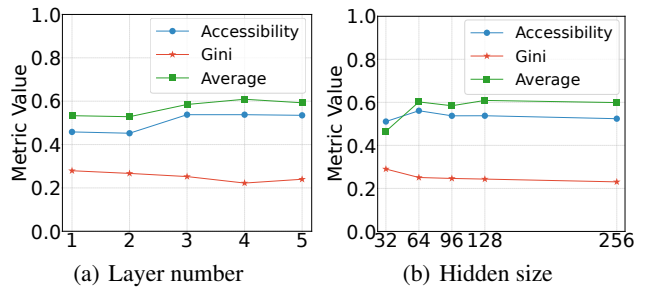 1.0
0.8
0.6
0.4
0.2
0.0
Metric Value
Accessibility
Gini
Average
1 2 3 4 5
(a) Layer number
1.0
0.8
0.6
0.4
0.2
0.0
Metric Value
Accessibility
Gini
Average
32 64 96 128 256
(b) Hidden size